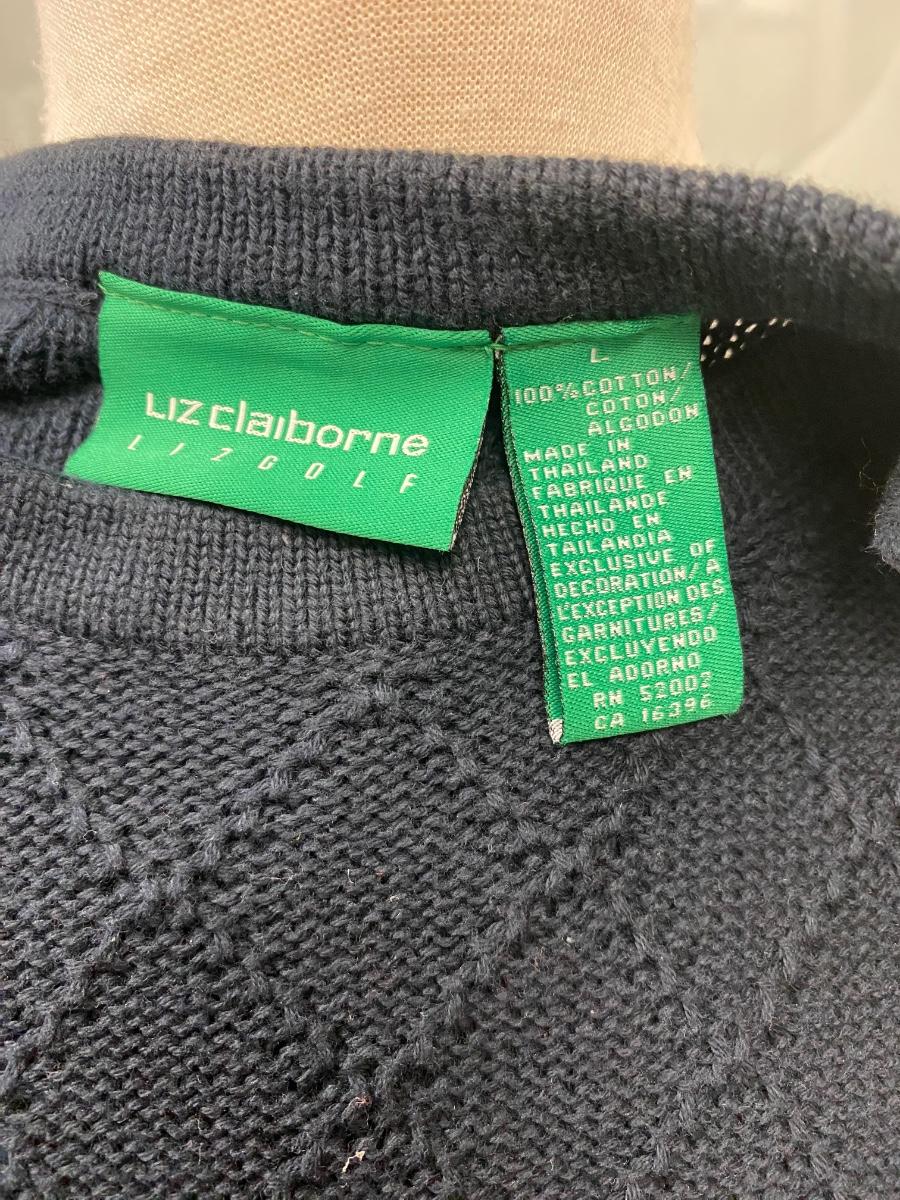 Liz claiborne
LIZGOLF
L
100% COTTON/
COTON/
ALGODON
MADE IN
THAILAND
FABRIQUE EN
THAILANDE
HECHO EN
TAILANDIA
EXCLUSIVE OF
DECORATION/A
L'EXCEPTION DES
GARNITURES/
EXCLUYENDO
EL ADORNO
RN 52002
CA 16396